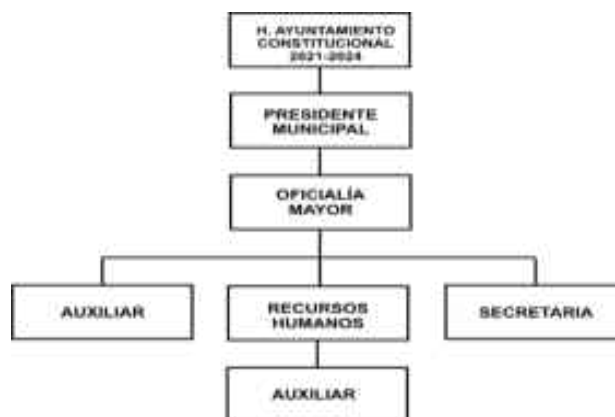 H. AYUNTAMIENTO
CONSTITUCIONAL
2021-2024
PRESIDENTE
MUNICIPAL
OFICIALÍA
MAYOR
AUXILIAR
RECURSOS
HUMANOS
SECRETARIA
AUXILIAR